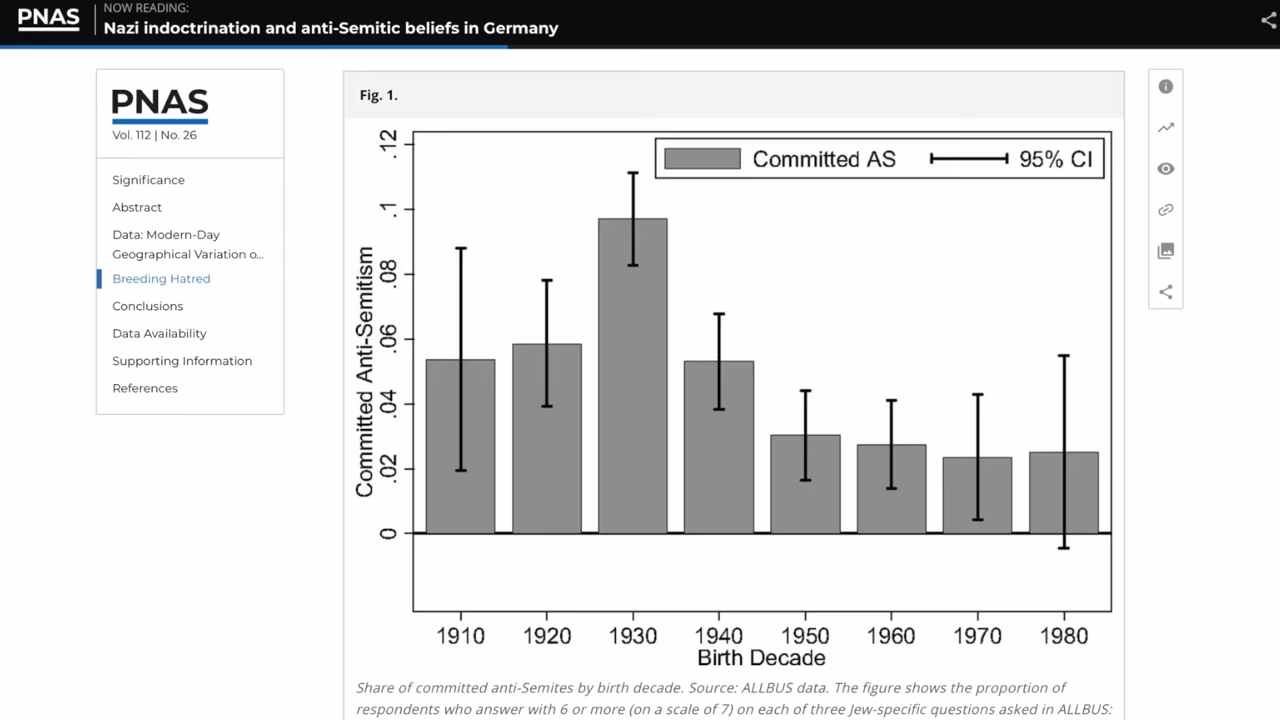 PNAS
NOW READING:
Nazi indoctrination and anti-Semitic beliefs in Germany
PNAS
Vol. 112 | No. 26
Significance
Abstract
Data: Modern-Day
Geographical Variation o...
Breeding Hatred
Conclusions
Data Availability
Supporting Information
References
Fig. 1.
Committed AS
95% CI
Committed Anti-Semitism
.12
.1
.08
.06
.04
.02
0
1910 1920 1930 1940 1950 1960 1970 1980
Birth Decade
Share of committed anti-Semites by birth decade. Source: ALLBUS data. The figure shows the proportion of
respondents who answer with 6 or more (on a scale of 7) on each of three Jew-specific questions asked in ALLBUS: